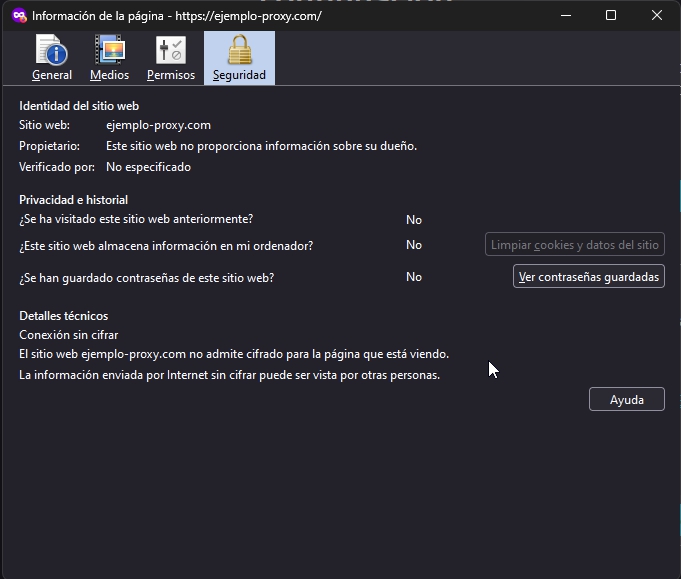 Información de la página - https://ejemplo-proxy.com/
General Medios Permisos Seguridad
Identidad del sitio web
Sitio web: ejemplo-proxy.com
Propietario: Este sitio web no proporciona información sobre su dueño.
Verificado por: No especificado
Privacidad e historial
¿Se ha visitado este sitio web anteriormente? No
¿Este sitio web almacena información en mi ordenador? No Limpiar cookies y datos del sitio
¿Se han guardado contraseñas de este sitio web? No Ver contraseñas guardadas
Detalles técnicos
Conexión sin cifrar
El sitio web ejemplo-proxy.com no admite cifrado para la página que está viendo.
La información enviada por Internet sin cifrar puede ser vista por otras personas.
Ayuda